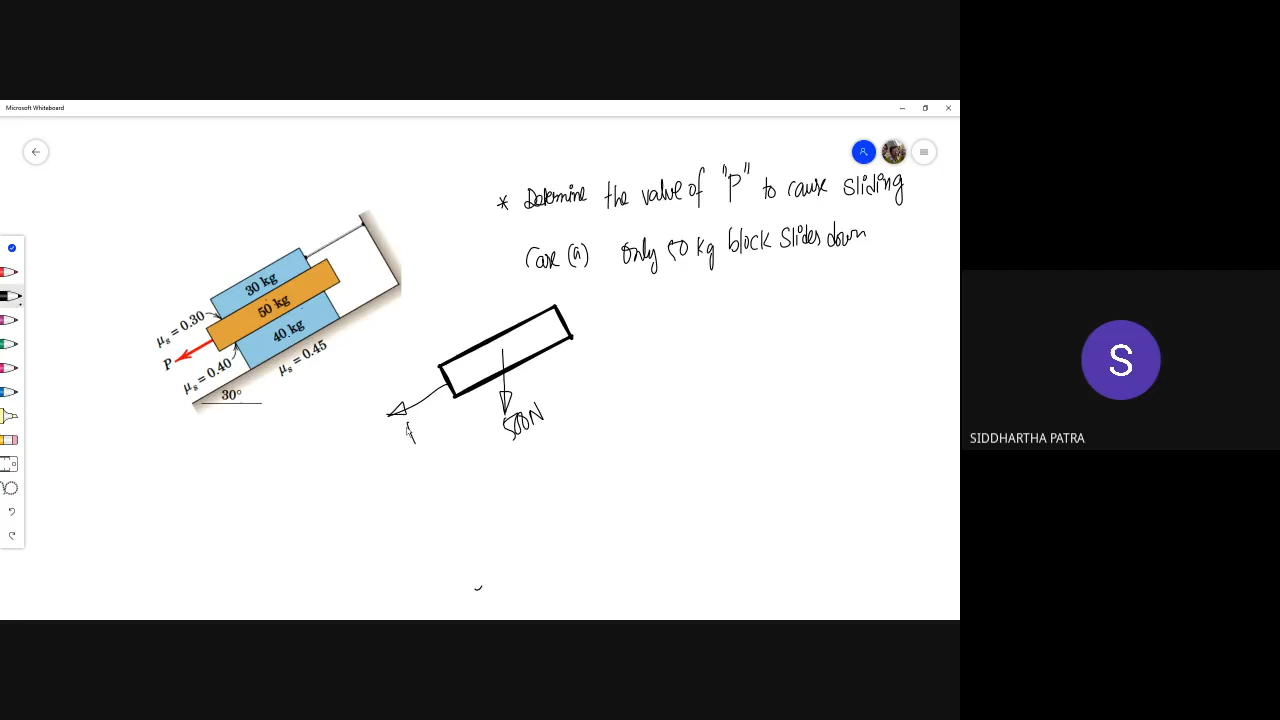 Microsoft Whiteboard
* Determine the value of "P" to cause sliding
Case (a) Only 50 kg block slides down
30 kg
50 kg
40 kg
μs = 0.30
P
μs = 0.40
μs = 0.45
30°
500N
S
SIDDHARTHA PATRA